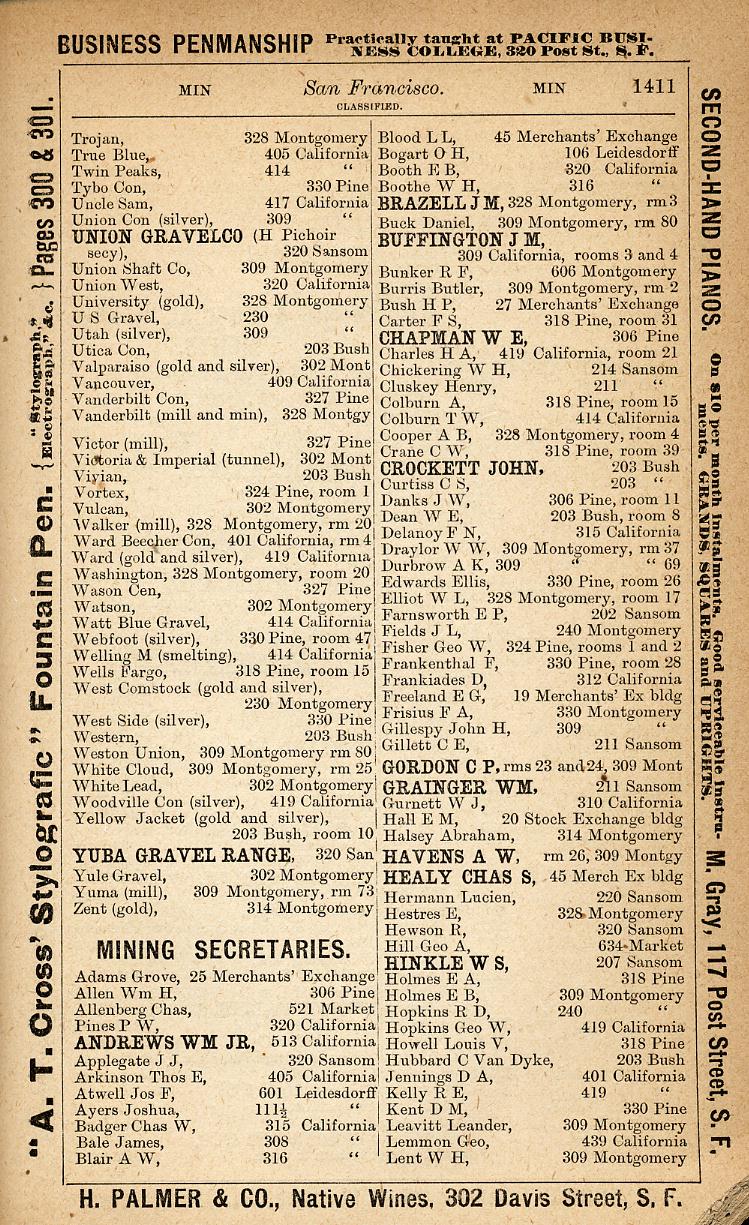 BUSINESS PENMANSHIP Practically taught at PACIFIC BUSI-
NESS COLLEGE, 320 Post St., S. F.
MIN San Francisco. MIN 1411
CLASSIFIED.
Trojan, 328 Montgomery
True Blue, 405 California
Twin Peaks, 414 "
Tybo Con, 330 Pine
Uncle Sam, 417 California
Union Con (silver), 309 "
UNION GRAVELCO (H Pichoir
secy), 320 Sansom
Union Shaft Co, 309 Montgomery
Union West, 320 California
University (gold), 328 Montgomery
U S Gravel, 230 "
Utah (silver), 309 "
Utica Con, 203 Bush
Valparaiso (gold and silver), 302 Mont
Vancouver, 409 California
Vanderbilt Con, 327 Pine
Vanderbilt (mill and min), 328 Montgy
Victor (mill), 327 Pine
Victoria & Imperial (tunnel), 302 Mont
Viyian, 203 Bush
Vortex, 324 Pine, room 1
Vulcan, 302 Montgomery
Walker (mill), 328 Montgomery, rm 20
Ward Beecher Con, 401 California, rm 4
Ward (gold and silver), 419 California
Washington, 328 Montgomery, room 20
Wason Cen, 327 Pine
Watson, 302 Montgomery
Watt Blue Gravel, 414 California
Webfoot (silver), 330 Pine, room 47
Welling M (smelting), 414 California
Wells Fargo, 318 Pine, room 15
West Comstock (gold and silver),
230 Montgomery
West Side (silver), 330 Pine
Western, 203 Bush
Weston Union, 309 Montgomery rm 80
White Cloud, 309 Montgomery, rm 25
White Lead, 302 Montgomery
Woodville Con (silver), 419 California
Yellow Jacket (gold and silver),
203 Bush, room 10
YUBA GRAVEL RANGE, 320 San
Yule Gravel, 302 Montgomery
Yuma (mill), 309 Montgomery, rm 73
Zent (gold), 314 Montgomery
MINING SECRETARIES.
Adams Grove, 25 Merchants' Exchange
Allen Wm H, 306 Pine
Allenberg Chas, 521 Market
Pines P W, 320 California
ANDREWS WM JR, 513 California
Applegate J J, 320 Sansom
Arkinson Thos E, 405 California
Atwell Jos F, 601 Leidesdorff
Ayers Joshua, 111½ "
Badger Chas W, 315 California
Bale James, 308 "
Blair A W, 316 "
Blood L L, 45 Merchants' Exchange
Bogart O H, 106 Leidesdorff
Booth E B, 320 California
Boothe W H, 316 "
BRAZELL J M, 328 Montgomery, rm 3
Buck Daniel, 309 Montgomery, rm 80
BUFFINGTON J M,
309 California, rooms 3 and 4
Bunker R F, 606 Montgomery
Burris Butler, 309 Montgomery, rm 2
Bush H P, 27 Merchants' Exchange
Carter F S, 318 Pine, room 31
CHAPMAN W E, 306 Pine
Charles H A, 419 California, room 21
Chickering W H, 214 Sansom
Cluskey Henry, 211 "
Colburn A, 318 Pine, room 15
Colburn T W, 414 California
Cooper A B, 328 Montgomery, room 4
Crane C W, 318 Pine, room 39
CROCKETT JOHN, 203 Bush
Curtiss C S, 203 "
Danks J W, 306 Pine, room 11
Dean W E, 203 Bush, room 8
Delanoy F N, 315 California
Draylor W W, 309 Montgomery, rm 37
Durbrow A K, 309 " " 69
Edwards Ellis, 330 Pine, room 26
Elliot W L, 328 Montgomery, room 17
Farnsworth E P, 202 Sansom
Fields J L, 240 Montgomery
Fisher Geo W, 324 Pine, rooms 1 and 2
Frankenthal F, 330 Pine, room 28
Frankiades D, 312 California
Freeland E G, 19 Merchants' Ex bldg
Frisius F A, 330 Montgomery
Gillespy John H, 309 "
Gillett C E, 211 Sansom
GORDON C P, rms 23 and 24, 309 Mont
GRAINGER WM, 211 Sansom
Gurnett W J, 310 California
Hall E M, 20 Stock Exchange bldg
Halsey Abraham, 314 Montgomery
HAVENS A W, rm 26, 309 Montgy
HEALY CHAS S, 45 Merch Ex bldg
Hermann Lucien, 220 Sansom
Hestres E, 328 Montgomery
Hewson R, 320 Sansom
Hill Geo A, 634 Market
HINKLE W S, 207 Sansom
Holmes E A, 318 Pine
Holmes E B, 309 Montgomery
Hopkins R D, 240 "
Hopkins Geo W, 419 California
Howell Louis V, 318 Pine
Hubbard C Van Dyke, 203 Bush
Jennings D A, 401 California
Kelly R E, 419 "
Kent D M, 330 Pine
Leavitt Leander, 309 Montgomery
Lemmon Geo, 439 California
Lent W H, 309 Montgomery
"A. T. Cross' Stylografic" Fountain Pen. { "Stylograph," Electrograph," &c. } Pages 300 & 301.
SECOND-HAND PIANOS. On $10 per month Instalments. Good serviceable Instru-
ments. GRANDS, SQUARES and UPRIGHTS. M. Gray, 117 Post Street, S. F.
H. PALMER & CO., Native Wines, 302 Davis Street, S. F.